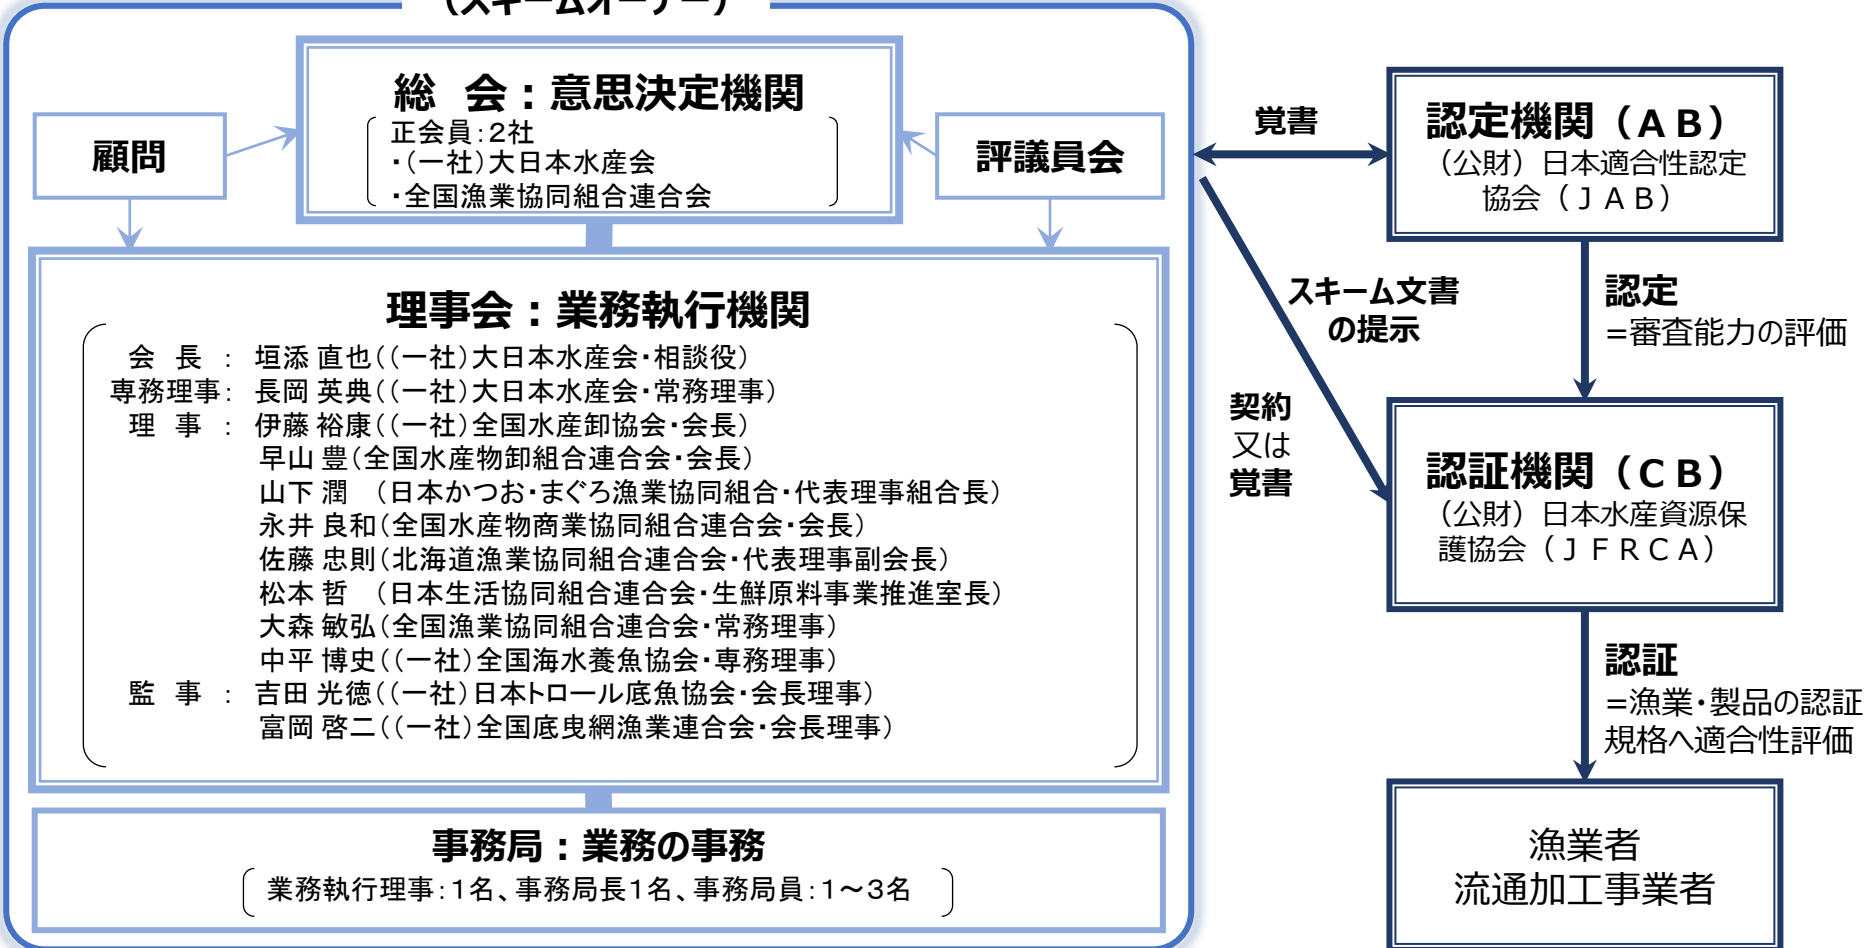 （スキームオーナー）
総　会：意思決定機関
正会員：2社
・（一社）大日本水産会
・全国漁業協同組合連合会
顧問
評議員会
理事会：業務執行機関
会　長　：　垣添 直也（（一社）大日本水産会・相談役）
専務理事：　長岡 英典（（一社）大日本水産会・常務理事）
理　事　：　伊藤 裕康（（一社）全国水産卸協会・会長）
早山 豊（全国水産物卸組合連合会・会長）
山下 潤　（日本かつお・まぐろ漁業協同組合・代表理事組合長）
永井 良和（全国水産物商業協同組合連合会・会長）
佐藤 忠則（北海道漁業協同組合連合会・代表理事副会長）
松本 哲　（日本生活協同組合連合会・生鮮原料事業推進室長）
大森 敏弘（全国漁業協同組合連合会・常務理事）
中平 博史（（一社）全国海水養魚協会・専務理事）
監　事　：　吉田 光徳（（一社）日本トロール底魚協会・会長理事）
富岡 啓二（（一社）全国底曳網漁業連合会・会長理事）
事務局：業務の事務
業務執行理事：1名、事務局長1名、事務局員：1～3名
覚書
スキーム文書
の提示
契約
又は
覚書
認定機関（ＡＢ）
（公財）日本適合性認定
協会（ＪＡＢ）
認定
=審査能力の評価
認証機関（ＣＢ）
（公財）日本水産資源保
護協会（ＪＦＲＣＡ）
認証
=漁業・製品の認証
規格へ適合性評価
漁業者
流通加工事業者